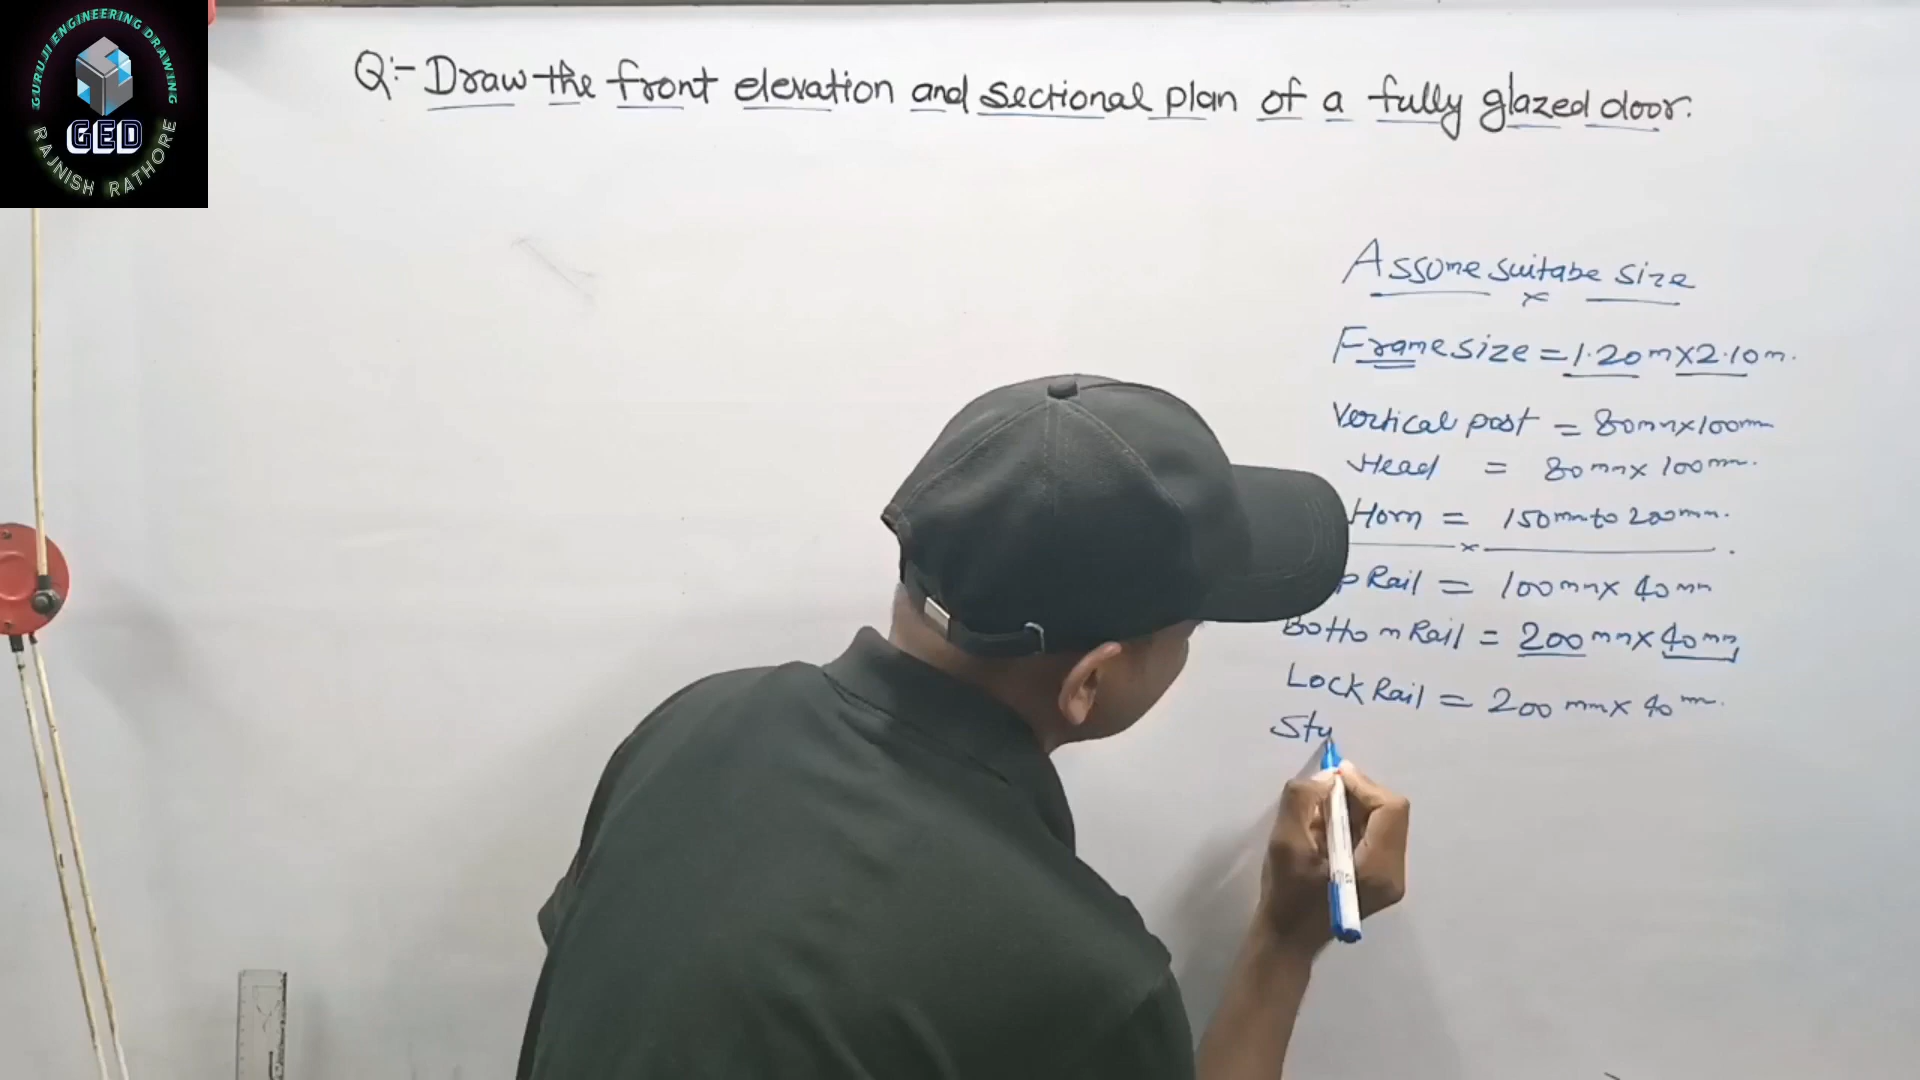 GURUJI ENGINEERING DRAWING
GED
RAJNISH RATHORE
Q:- Draw the front elevation and sectional plan of a fully glazed door.
Assume suitabe size
Frame size = 1.20m X 2.10m.
Vertical post = 80mm x 100mm
Head = 80mm x 100mm.
Horn = 150mm to 200mm.
p Rail = 100mm x 40mm
Bottom Rail = 200mm x 40mm
Lock Rail = 200mm x 40mm.
Sty